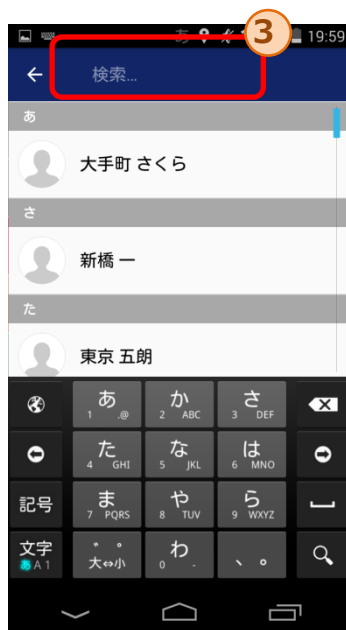 あ 19:59
3
検索...
あ
大手町 さくら
さ
新橋 一
た
東京 五朗
あ 1 .@ か 2 ABC さ 3 DEF
た 4 GHI な 5 JKL は 6 MNO
記号 ま 7 PQRS や 8 TUV ら 9 WXYZ
文字 あA1 ゛゜ 大⇔小 わ 0 - 、。